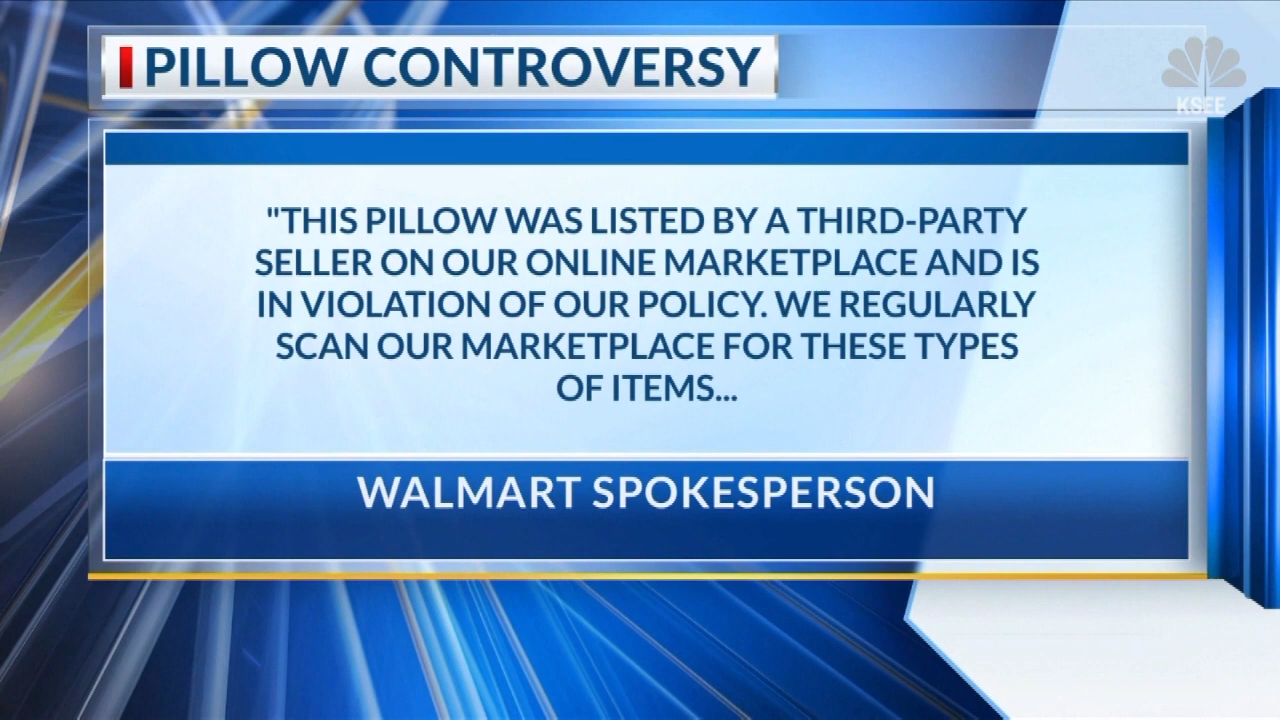 PILLOW CONTROVERSY
KSEE
"THIS PILLOW WAS LISTED BY A THIRD-PARTY
SELLER ON OUR ONLINE MARKETPLACE AND IS
IN VIOLATION OF OUR POLICY. WE REGULARLY
SCAN OUR MARKETPLACE FOR THESE TYPES
OF ITEMS...
WALMART SPOKESPERSON